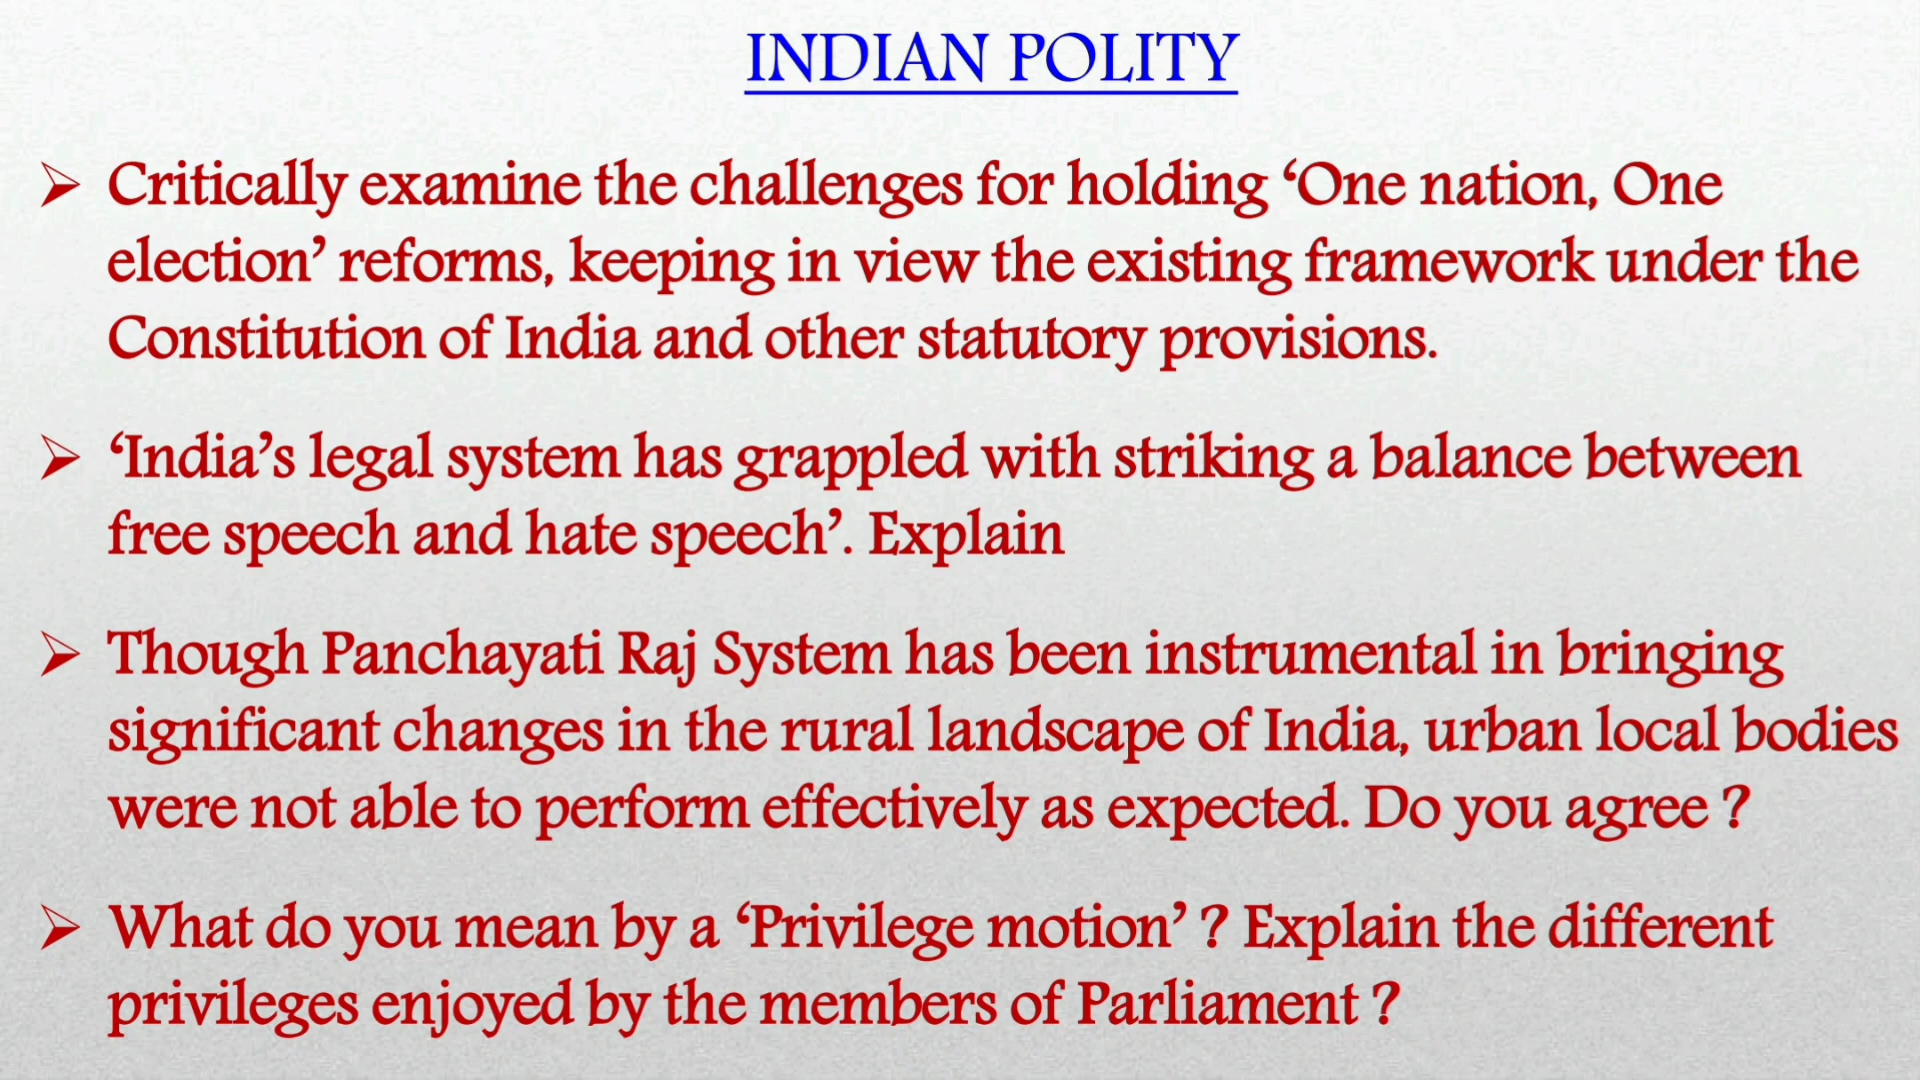 INDIAN POLITY
➢ Critically examine the challenges for holding ‘One nation, One
election’ reforms, keeping in view the existing framework under the
Constitution of India and other statutory provisions.
➢ ‘India’s legal system has grappled with striking a balance between
free speech and hate speech’. Explain
➢ Though Panchayati Raj System has been instrumental in bringing
significant changes in the rural landscape of India, urban local bodies
were not able to perform effectively as expected. Do you agree ?
➢ What do you mean by a ‘Privilege motion’ ? Explain the different
privileges enjoyed by the members of Parliament ?